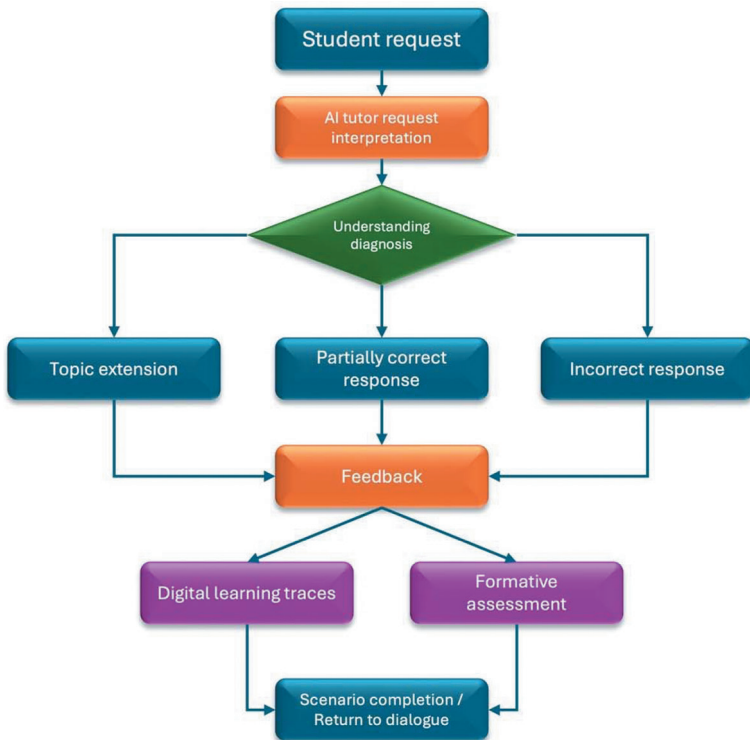 Student request
AI tutor request
interpretation
Understanding
diagnosis
Topic extension
Partially correct
response
Incorrect response
Feedback
Digital learning traces
Formative
assessment
Scenario completion /
Return to dialogue